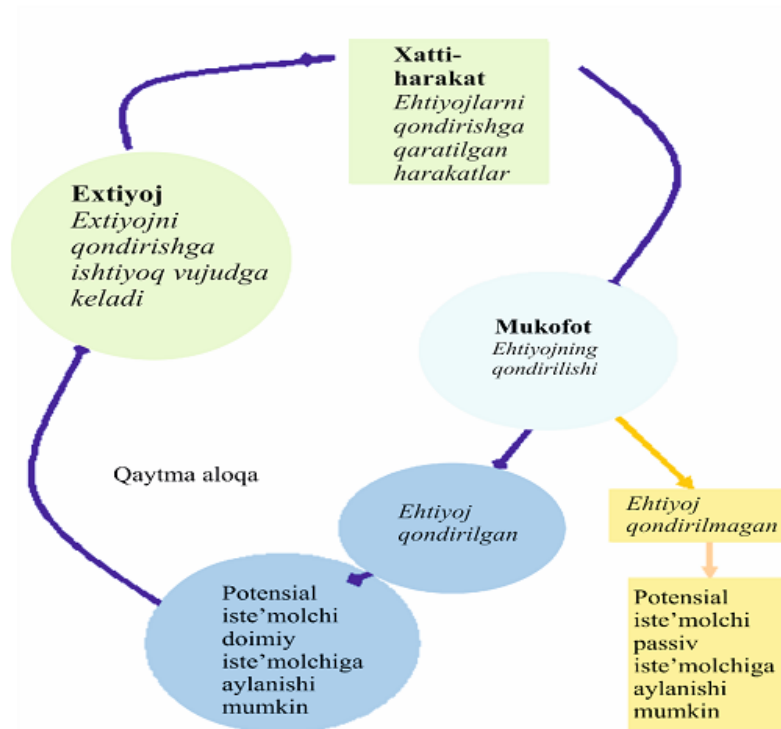 Xatti-
harakat
Ehtiyojlarni
qondirishga
qaratilgan
harakatlar
Extiyoj
Extiyojni
qondirishga
ishtiyoq vujudga
keladi
Mukofot
Ehtiyojning
qondirilishi
Qaytma aloqa
Ehtiyoj
qondirilgan
Ehtiyoj
qondirilmagan
Potensial
iste’molchi
doimiy
iste’molchiga
aylanishi
mumkin
Potensial
iste’molchi
passiv
iste’molchiga
aylanishi
mumkin